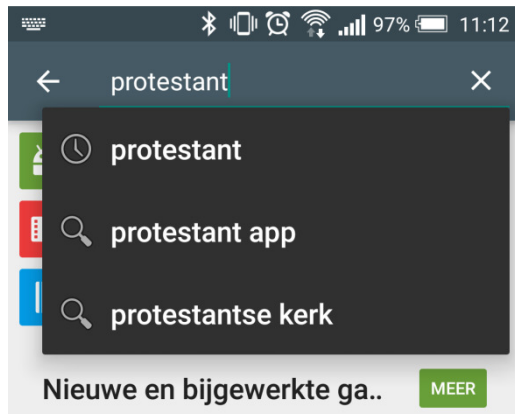 97% 11:12
protestant
protestant
protestant app
protestantse kerk
Nieuwe en bijgewerkte ga.. MEER